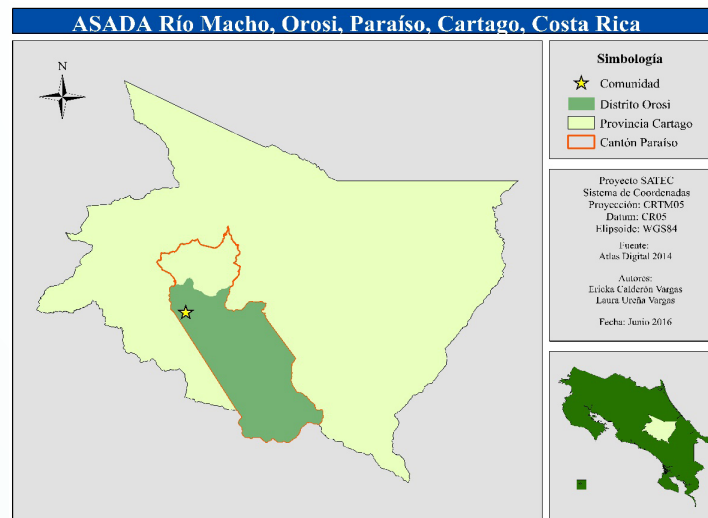 ASADA Río Macho, Orosi, Paraíso, Cartago, Costa Rica
N
Simbología
Comunidad
Distrito Orosi
Provincia Cartago
Cantón Paraíso
Proyecto SATEC
Sistema de Coordenadas
Proyección: CRTM05
Datum: CR05
Elipsoide: WGS84
Fuente:
Atlas Digital 2014
Autores:
Ericka Calderón Vargas
Laura Ureña Vargas
Fecha: Junio 2016